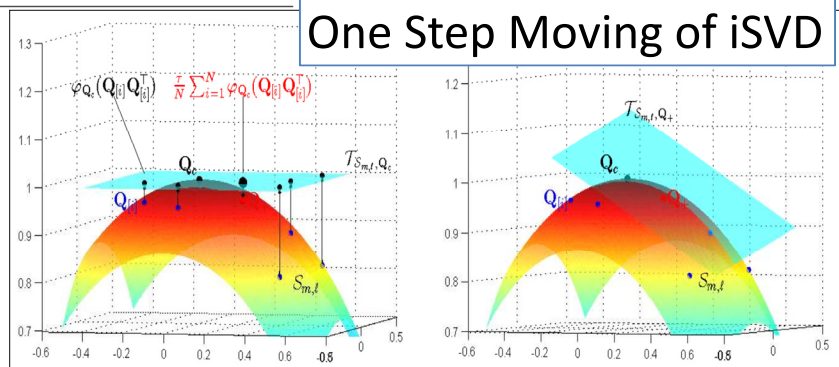 One Step Moving of iSVD
φ_{Q_c}(Q_{[i]}Q_{[i]}^⊤) τ/N ∑_{i=1}^N φ_{Q_c}(Q_{[i]}Q_{[i]}^⊤)
Q_c
T_{S_{m,ℓ},Q_c}
Q_{[i]}
S_{m,ℓ}
1.3
1.2
1.1
1
0.9
0.8
0.7
-0.6 -0.4 -0.2 0 0.2 0.4 0.6 0 0.5
T_{S_{m,ℓ},Q_+}
Q_c
Q_{[i]}
Q_+
S_{m,ℓ}
1.2
1.1
1
0.9
0.8
0.7
-0.6 -0.4 -0.2 0 0.2 0.4 0.6 0 0.5